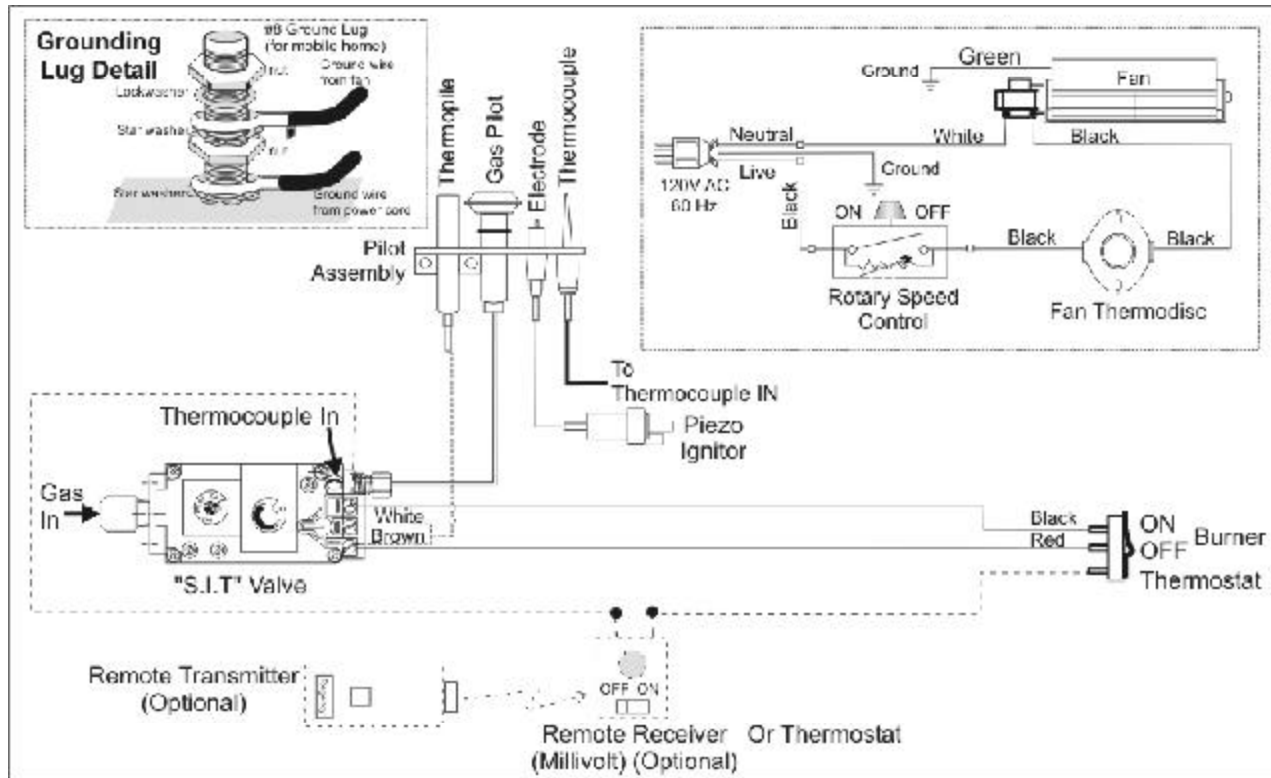 Grounding
Lug Detail
#8 Ground Lug
(for mobile home)
nut
Ground wire
from fan
Lockwasher
Star washer
nut
Star washers
Ground wire
from power cord
Thermopile
Gas Pilot
Electrode
Thermocouple
Pilot
Assembly
To
Thermocouple IN
Piezo
Ignitor
Ground
Green
Fan
Neutral
White
Black
Live
Ground
120V AC
60 Hz
Black
ON
OFF
Black
Black
Rotary Speed
Control
Fan Thermodisc
Thermocouple In
Gas
In
White
Brown
"S.I.T" Valve
Black
Red
ON
OFF
Burner
Thermostat
Remote Transmitter
(Optional)
OFF ON
Remote Receiver Or Thermostat
(Millivolt) (Optional)